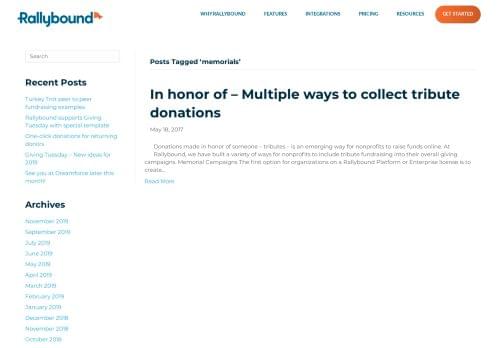 Rallybound
WHY RALLYBOUND
FEATURES
INTEGRATIONS
PRICING
RESOURCES
GET STARTED
Search
Recent Posts
Turkey Trot peer to peer
fundraising examples
Rallybound supports Giving
Tuesday with special template
One-click donations for returning
donors
Giving Tuesday – New ideas for
2019
See you at Dreamforce later this
month!
Archives
November 2019
September 2019
July 2019
June 2019
May 2019
April 2019
March 2019
February 2019
January 2019
December 2018
November 2018
October 2018
Posts Tagged ‘memorials’
In honor of – Multiple ways to collect tribute
donations
May 18, 2017
Donations made in honor of someone – tributes – is an emerging way for nonprofits to raise funds online. At
Rallybound, we have built a variety of ways for nonprofits to include tribute fundraising into their overall giving
campaigns. Memorial Campaigns The first option for organizations on a Rallybound Platform or Enterprise license is to
create...
Read More